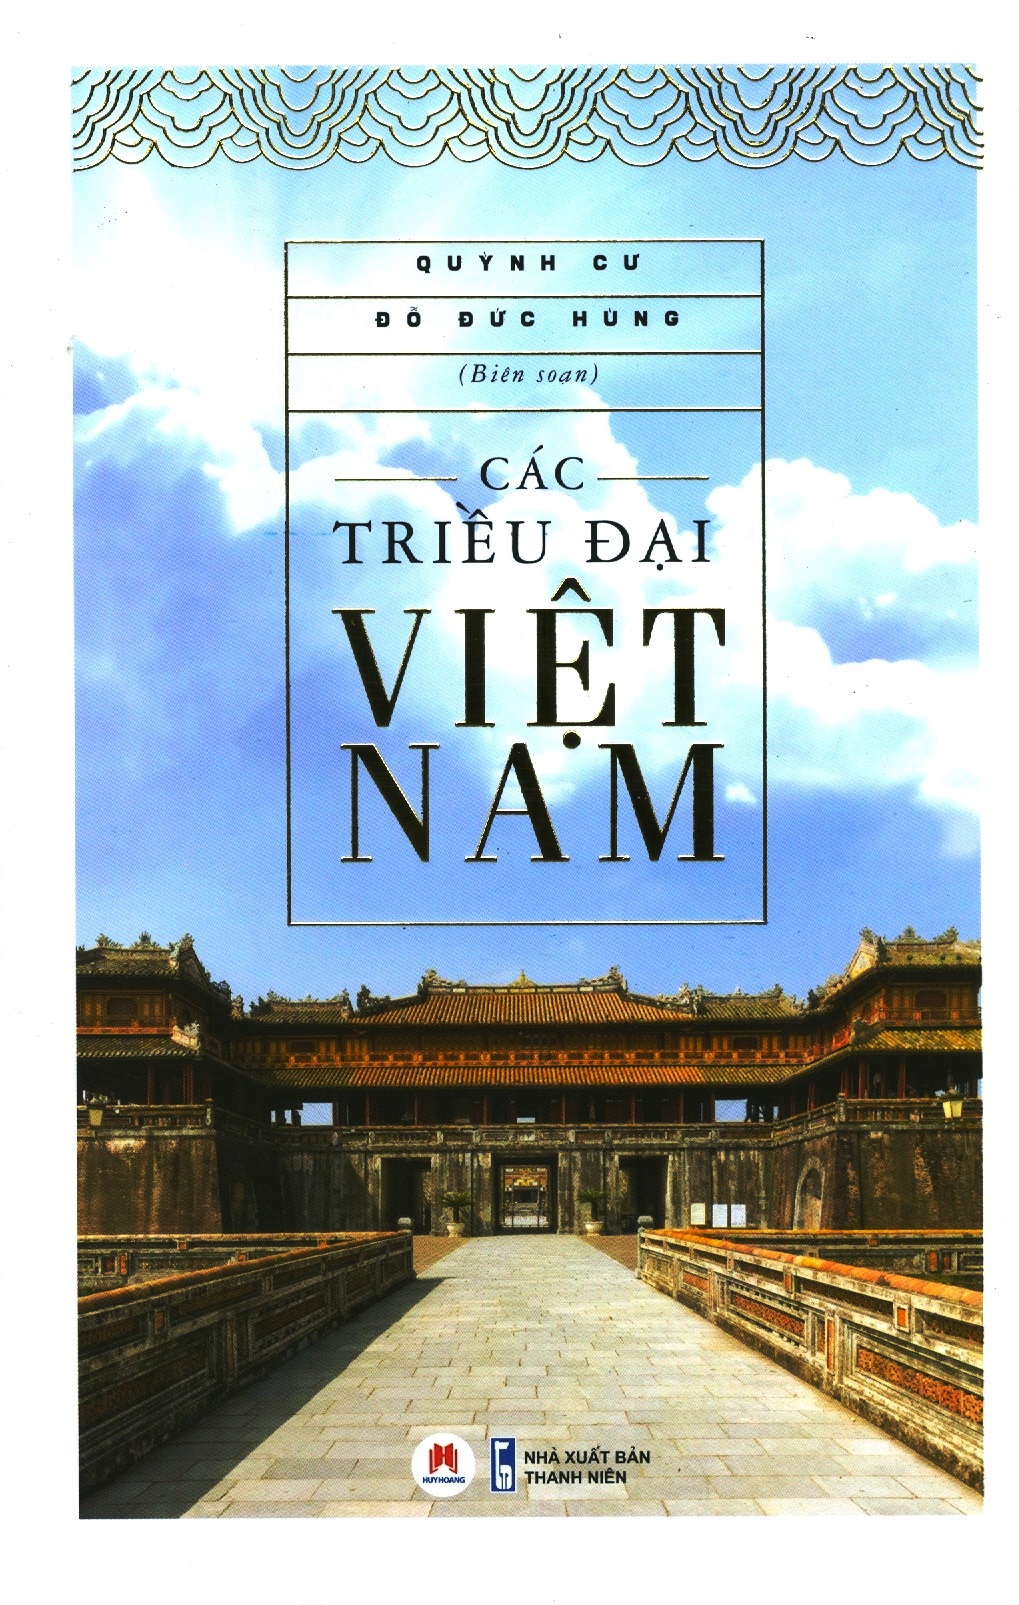 QUỲNH CƯ
ĐỖ ĐỨC HÙNG
(Biên soạn)
CÁC
TRIỀU ĐẠI
VIỆT
NAM
HUYHOANG
NHÀ XUẤT BẢN
THANH NIÊN